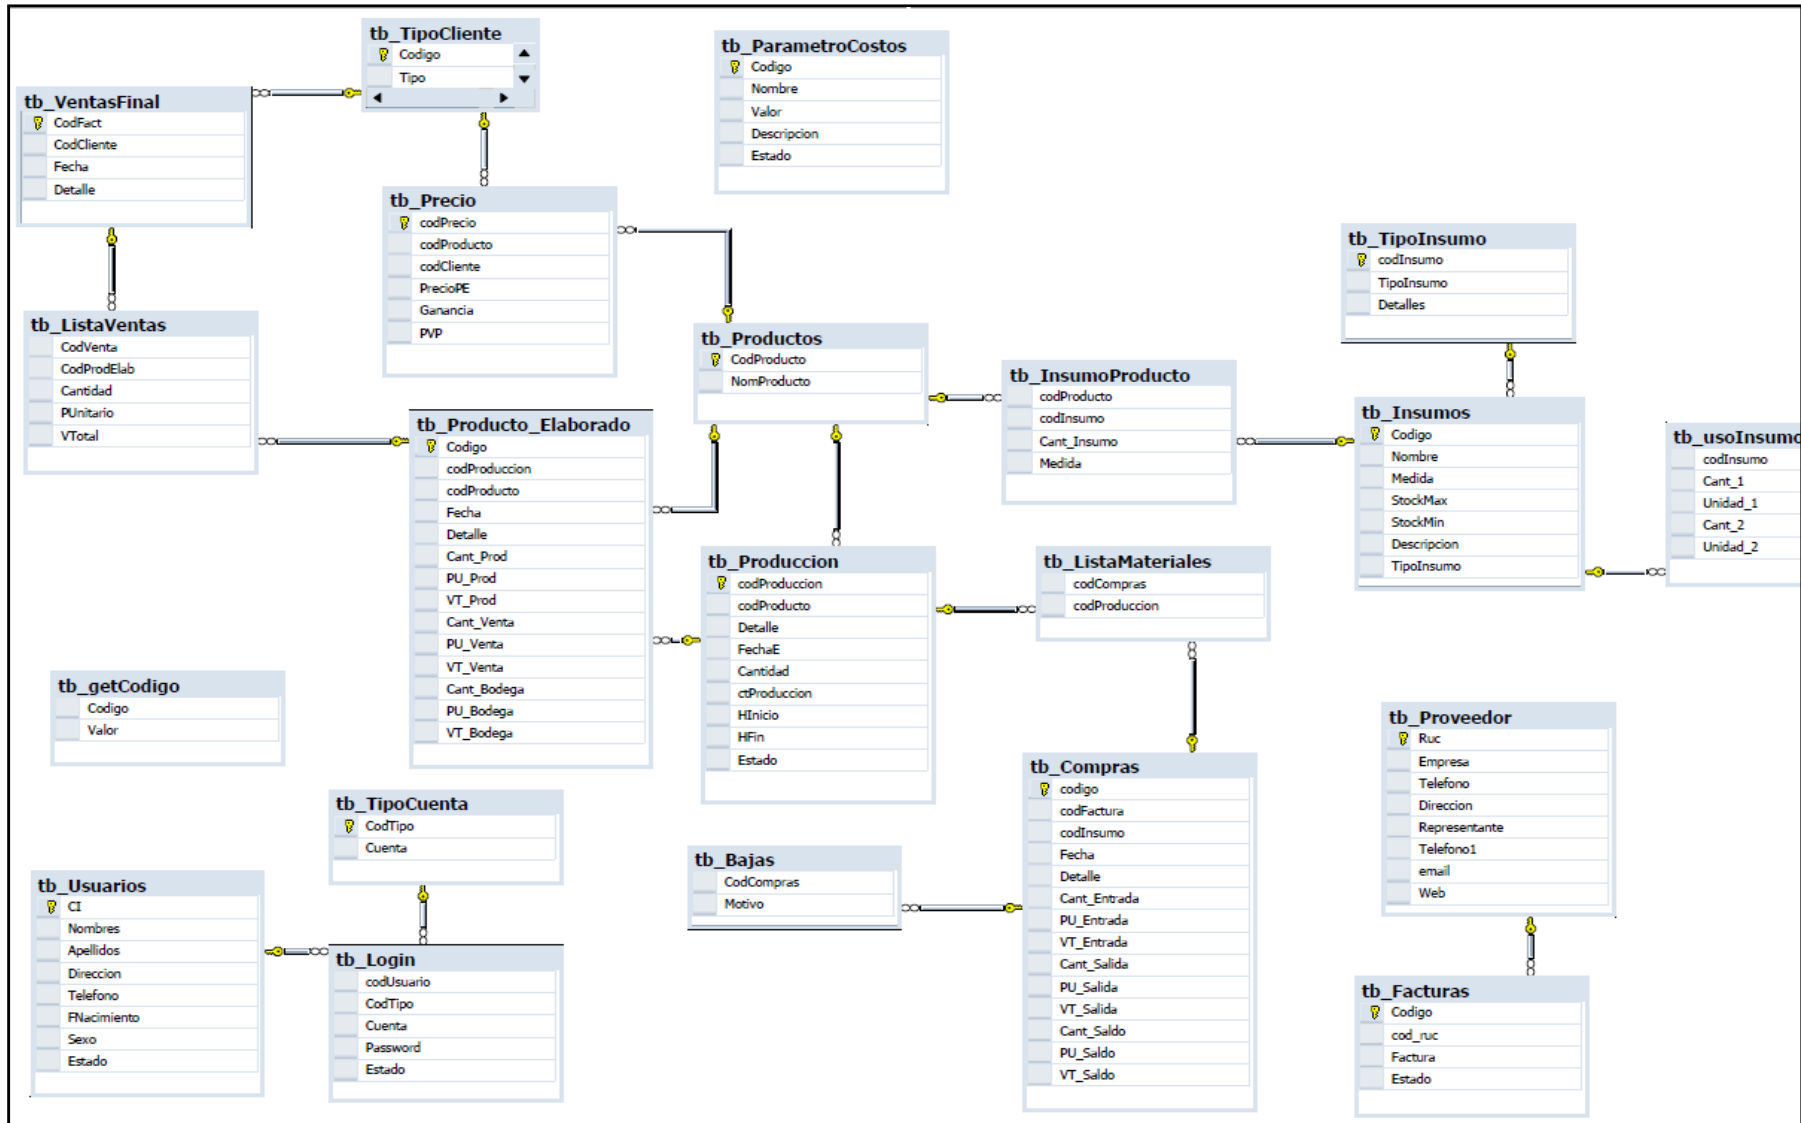 tb_TipoCliente
Codigo
Tipo
tb_ParametroCostos
Codigo
Nombre
Valor
Descripcion
Estado
tb_VentasFinal
CodFact
CodCliente
Fecha
Detalle
tb_Precio
codPrecio
codProducto
codCliente
PrecioPE
Ganancia
PVP
tb_TipoInsumo
codInsumo
TipoInsumo
Detalles
tb_ListaVentas
CodVenta
CodProdElab
Cantidad
PUnitario
VTotal
tb_Productos
CodProducto
NomProducto
tb_InsumoProducto
codProducto
codInsumo
Cant_Insumo
Medida
tb_Insumos
Codigo
Nombre
Medida
StockMax
StockMin
Descripcion
TipoInsumo
tb_usoInsumo
codInsumo
Cant_1
Unidad_1
Cant_2
Unidad_2
tb_Producto_Elaborado
Codigo
codProduccion
codProducto
Fecha
Detalle
Cant_Prod
PU_Prod
VT_Prod
Cant_Venta
PU_Venta
VT_Venta
Cant_Bodega
PU_Bodega
VT_Bodega
tb_Produccion
codProduccion
codProducto
Detalle
FechaE
Cantidad
ctProduccion
HInicio
HFin
Estado
tb_ListaMateriales
codCompras
codProduccion
tb_getCodigo
Codigo
Valor
tb_Proveedor
Ruc
Empresa
Telefono
Direccion
Representante
Telefono1
email
Web
tb_Compras
codigo
codFactura
codInsumo
Fecha
Detalle
Cant_Entrada
PU_Entrada
VT_Entrada
Cant_Salida
PU_Salida
VT_Salida
Cant_Saldo
PU_Saldo
VT_Saldo
tb_TipoCuenta
CodTipo
Cuenta
tb_Bajas
CodCompras
Motivo
tb_Usuarios
CI
Nombres
Apellidos
Direccion
Telefono
FNacimiento
Sexo
Estado
tb_Login
codUsuario
CodTipo
Cuenta
Password
Estado
tb_Facturas
Codigo
cod_ruc
Factura
Estado